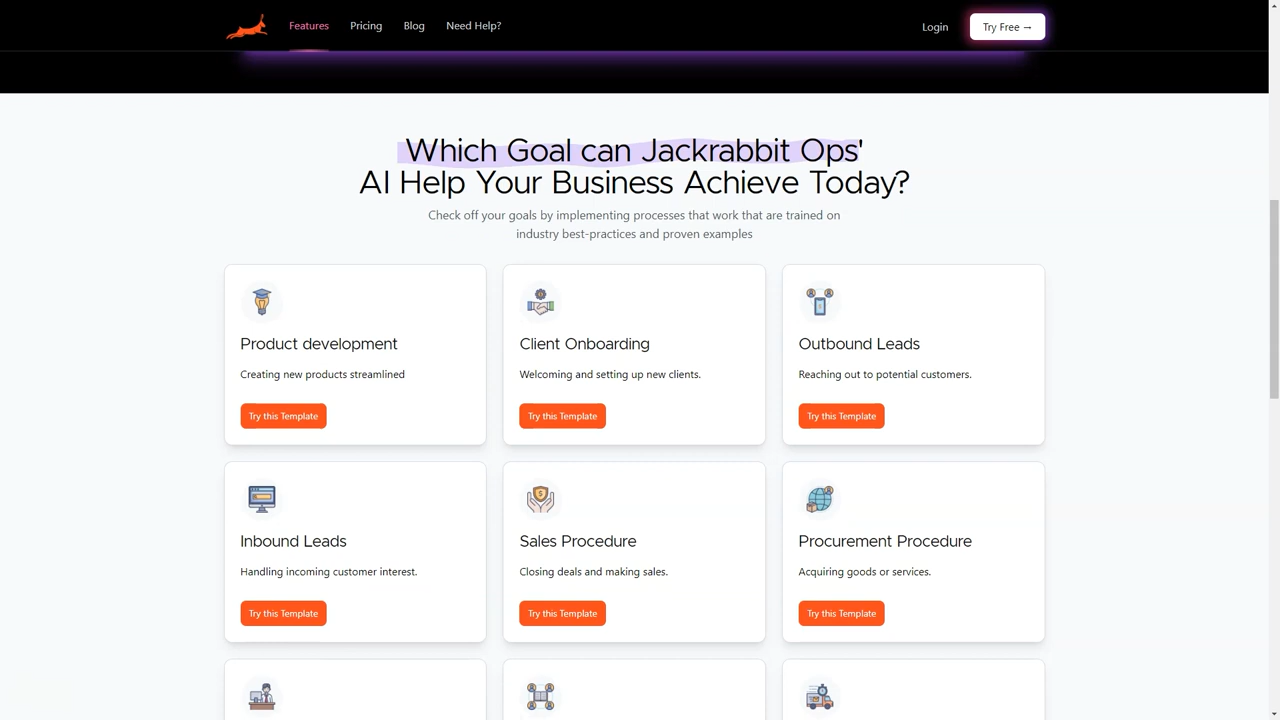 Features
Pricing
Blog
Need Help?
Login
Try Free →
Which Goal can Jackrabbit Ops'
AI Help Your Business Achieve Today?
Check off your goals by implementing processes that work that are trained on
industry best-practices and proven examples
Product development
Creating new products streamlined
Try this Template
Client Onboarding
Welcoming and setting up new clients.
Try this Template
Outbound Leads
Reaching out to potential customers.
Try this Template
Inbound Leads
Handling incoming customer interest.
Try this Template
Sales Procedure
Closing deals and making sales.
Try this Template
Procurement Procedure
Acquiring goods or services.
Try this Template